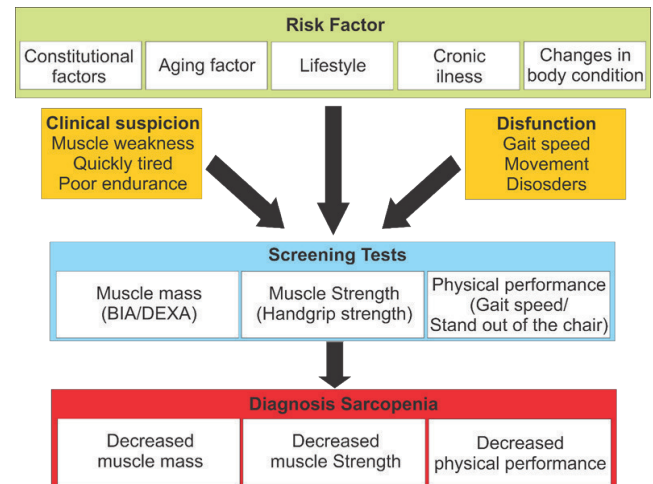 Risk Factor
Constitutional
factors
Aging factor
Lifestyle
Cronic
ilness
Changes in
body condition
Clinical suspicion
Muscle weakness
Quickly tired
Poor endurance
Disfunction
Gait speed
Movement
Disosders
Screening Tests
Muscle mass
(BIA/DEXA)
Muscle Strength
(Handgrip strength)
Physical performance
(Gait speed/
Stand out of the chair)
Diagnosis Sarcopenia
Decreased
muscle mass
Decreased
muscle Strength
Decreased
physical performance